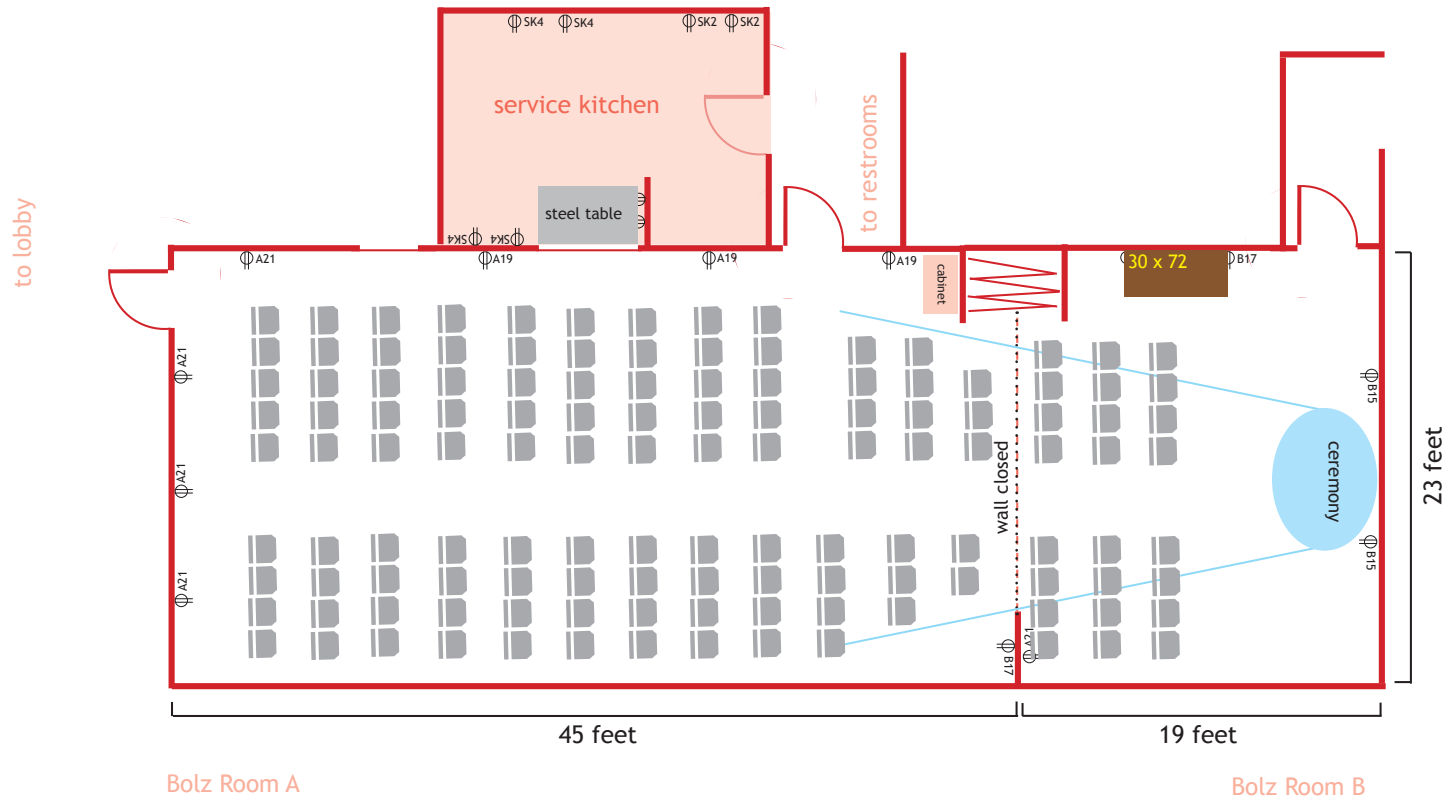 SK4
SK4
SK2
SK2
service kitchen
to restrooms
to lobby
steel table
SK4
SK4
A21
A19
A19
A19
cabinet
30 x 72
B17
A21
B15
A21
wall closed
ceremony
23 feet
B15
A21
A21
B17
45 feet
19 feet
Bolz Room A
Bolz Room B